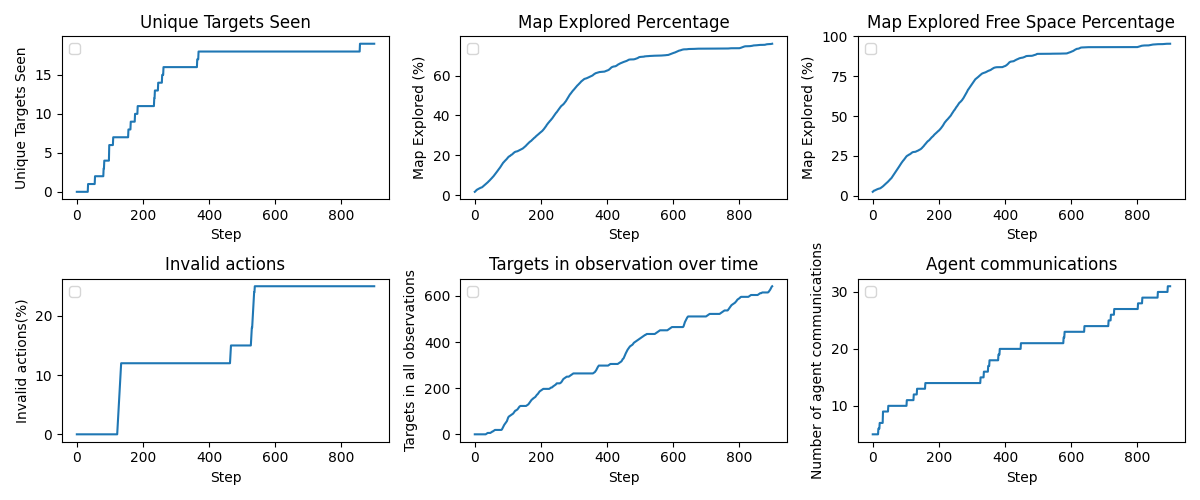 Unique Targets Seen
Map Explored Percentage
Map Explored Free Space Percentage
Unique Targets Seen
15
10
5
0
0
200
400
600
800
Step
Map Explored (%)
60
40
20
0
0
200
400
600
800
Step
Map Explored (%)
100
75
50
25
0
0
200
400
600
800
Step
Invalid actions
Targets in observation over time
Agent communications
Invalid actions(%)
20
10
0
0
200
400
600
800
Step
Targets in all observations
600
400
200
0
0
200
400
600
800
Step
Number of agent communications
30
20
10
0
200
400
600
800
Step